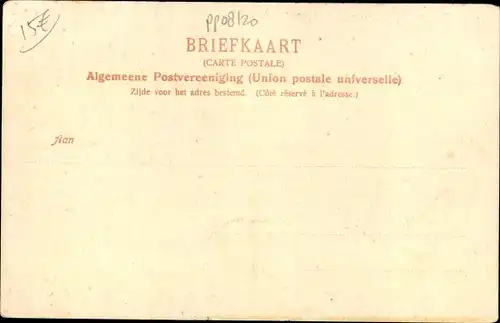 15€
PP08120
BRIEFKAART
(CARTE POSTALE)
Algemeene Postvereeniging (Union postale universelle)
Zijde voor het adres bestemd. (Côté réservé à l'adresse.)
Aan